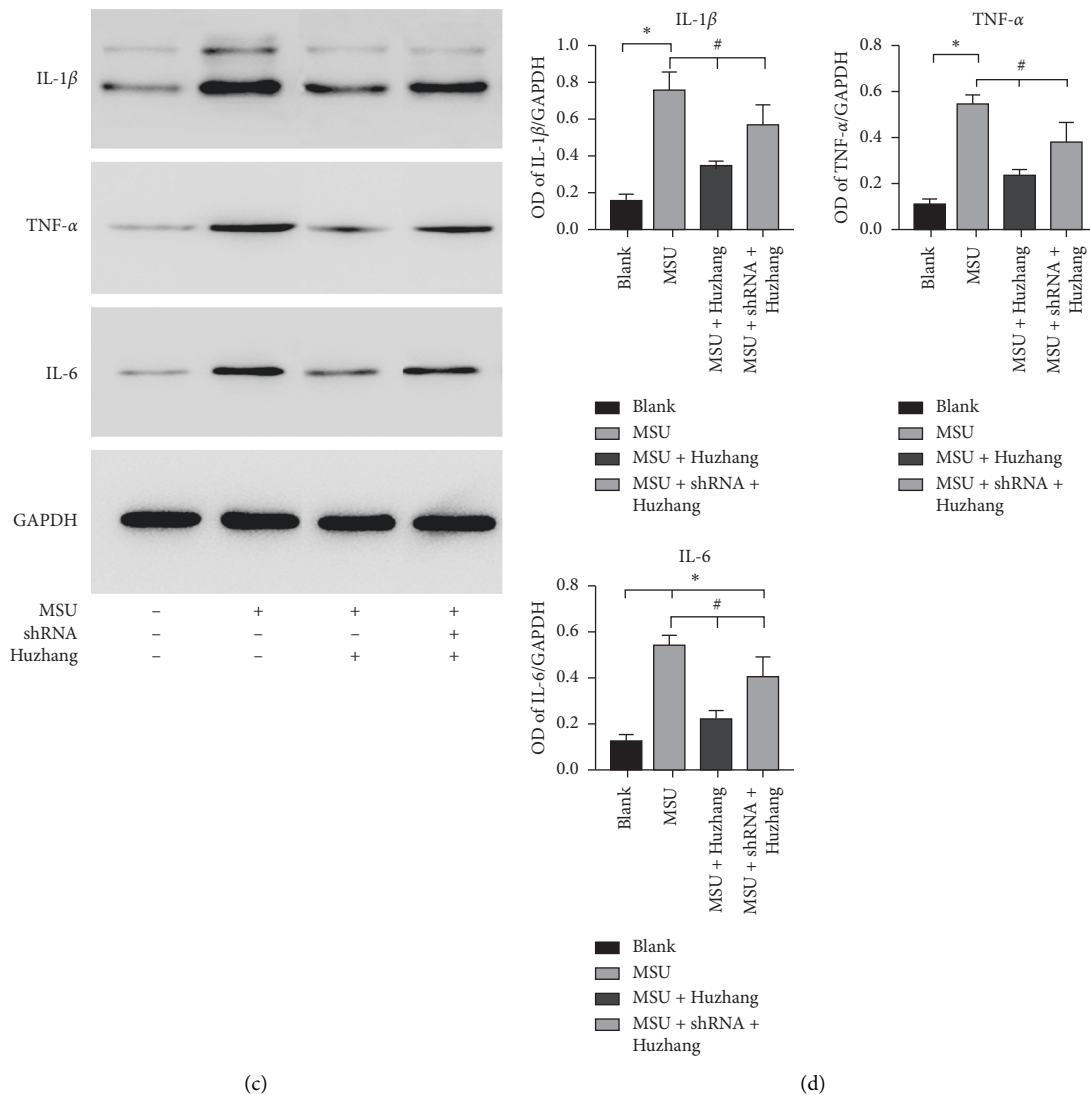 IL-1β
TNF-α
IL-6
GAPDH
MSU – + + +
shRNA – – – +
Huzhang – – + +
(c)
IL-1β
OD of IL-1β/GAPDH
1.0
0.8
0.6
0.4
0.2
0.0
*
#
Blank
MSU
MSU + Huzhang
MSU + shRNA +
Huzhang
Blank
MSU
MSU + Huzhang
MSU + shRNA +
Huzhang
TNF-α
OD of TNF-α/GAPDH
0.8
0.6
0.4
0.2
0.0
*
#
Blank
MSU
MSU + Huzhang
MSU + shRNA +
Huzhang
Blank
MSU
MSU + Huzhang
MSU + shRNA +
Huzhang
IL-6
OD of IL-6/GAPDH
0.8
0.6
0.4
0.2
0.0
*
#
Blank
MSU
MSU + Huzhang
MSU + shRNA +
Huzhang
Blank
MSU
MSU + Huzhang
MSU + shRNA +
Huzhang
(d)